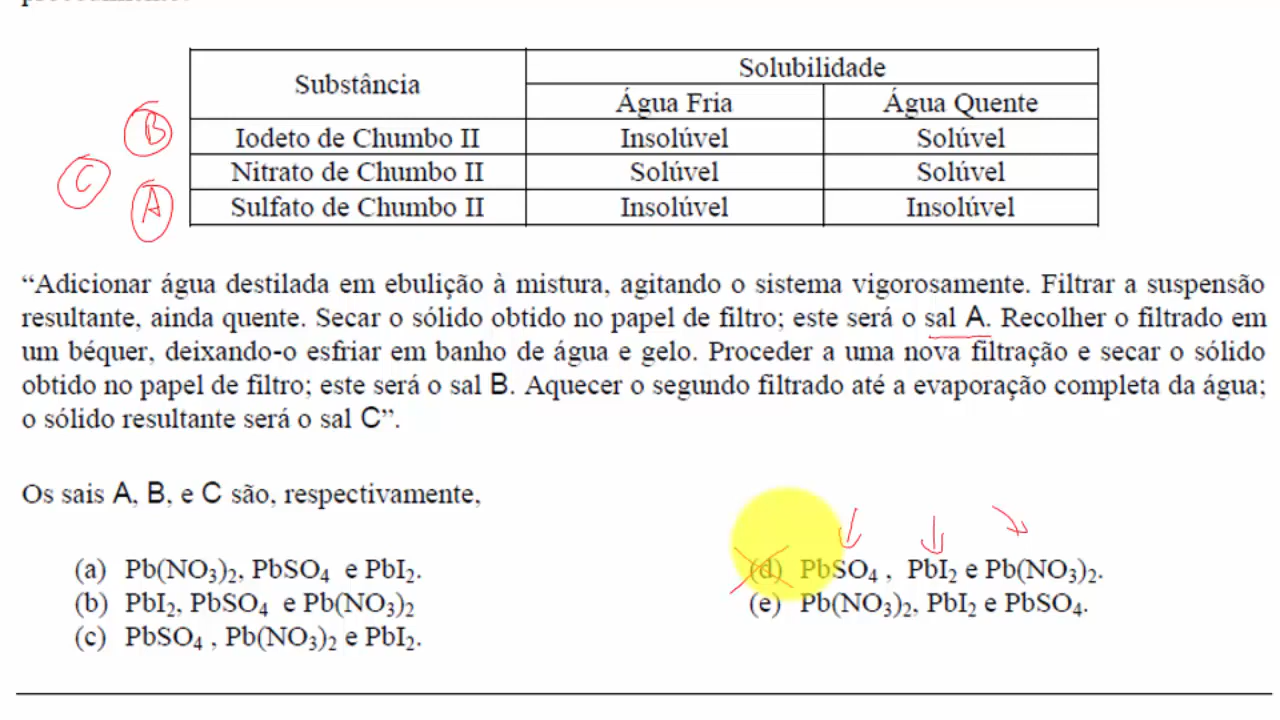 Substância
Solubilidade
Água Fria Água Quente
B Iodeto de Chumbo II Insolúvel Solúvel
C Nitrato de Chumbo II Solúvel Solúvel
A Sulfato de Chumbo II Insolúvel Insolúvel
“Adicionar água destilada em ebulição à mistura, agitando o sistema vigorosamente. Filtrar a suspensão
resultante, ainda quente. Secar o sólido obtido no papel de filtro; este será o sal A. Recolher o filtrado em
um béquer, deixando-o esfriar em banho de água e gelo. Proceder a uma nova filtração e secar o sólido
obtido no papel de filtro; este será o sal B. Aquecer o segundo filtrado até a evaporação completa da água;
o sólido resultante será o sal C”.
Os sais A, B, e C são, respectivamente,
(a) Pb(NO₃)₂, PbSO₄ e PbI₂.
(b) PbI₂, PbSO₄ e Pb(NO₃)₂
(c) PbSO₄ , Pb(NO₃)₂ e PbI₂.
(d) PbSO₄ , PbI₂ e Pb(NO₃)₂.
(e) Pb(NO₃)₂, PbI₂ e PbSO₄.